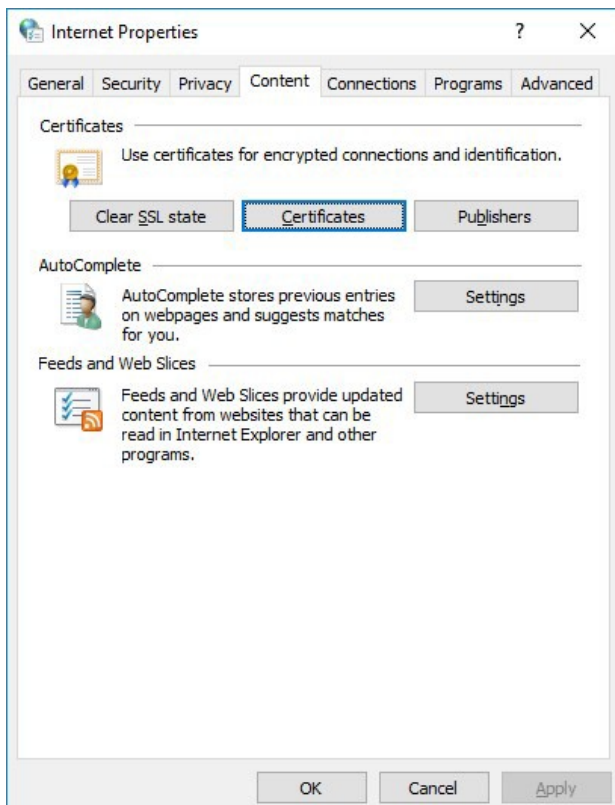 Internet Properties
?
General Security Privacy Content Connections Programs Advanced
Certificates
Use certificates for encrypted connections and identification.
Clear SSL state Certificates Publishers
AutoComplete
AutoComplete stores previous entries
on webpages and suggests matches
for you.
Settings
Feeds and Web Slices
Feeds and Web Slices provide updated
content from websites that can be
read in Internet Explorer and other
programs.
Settings
OK Cancel Apply